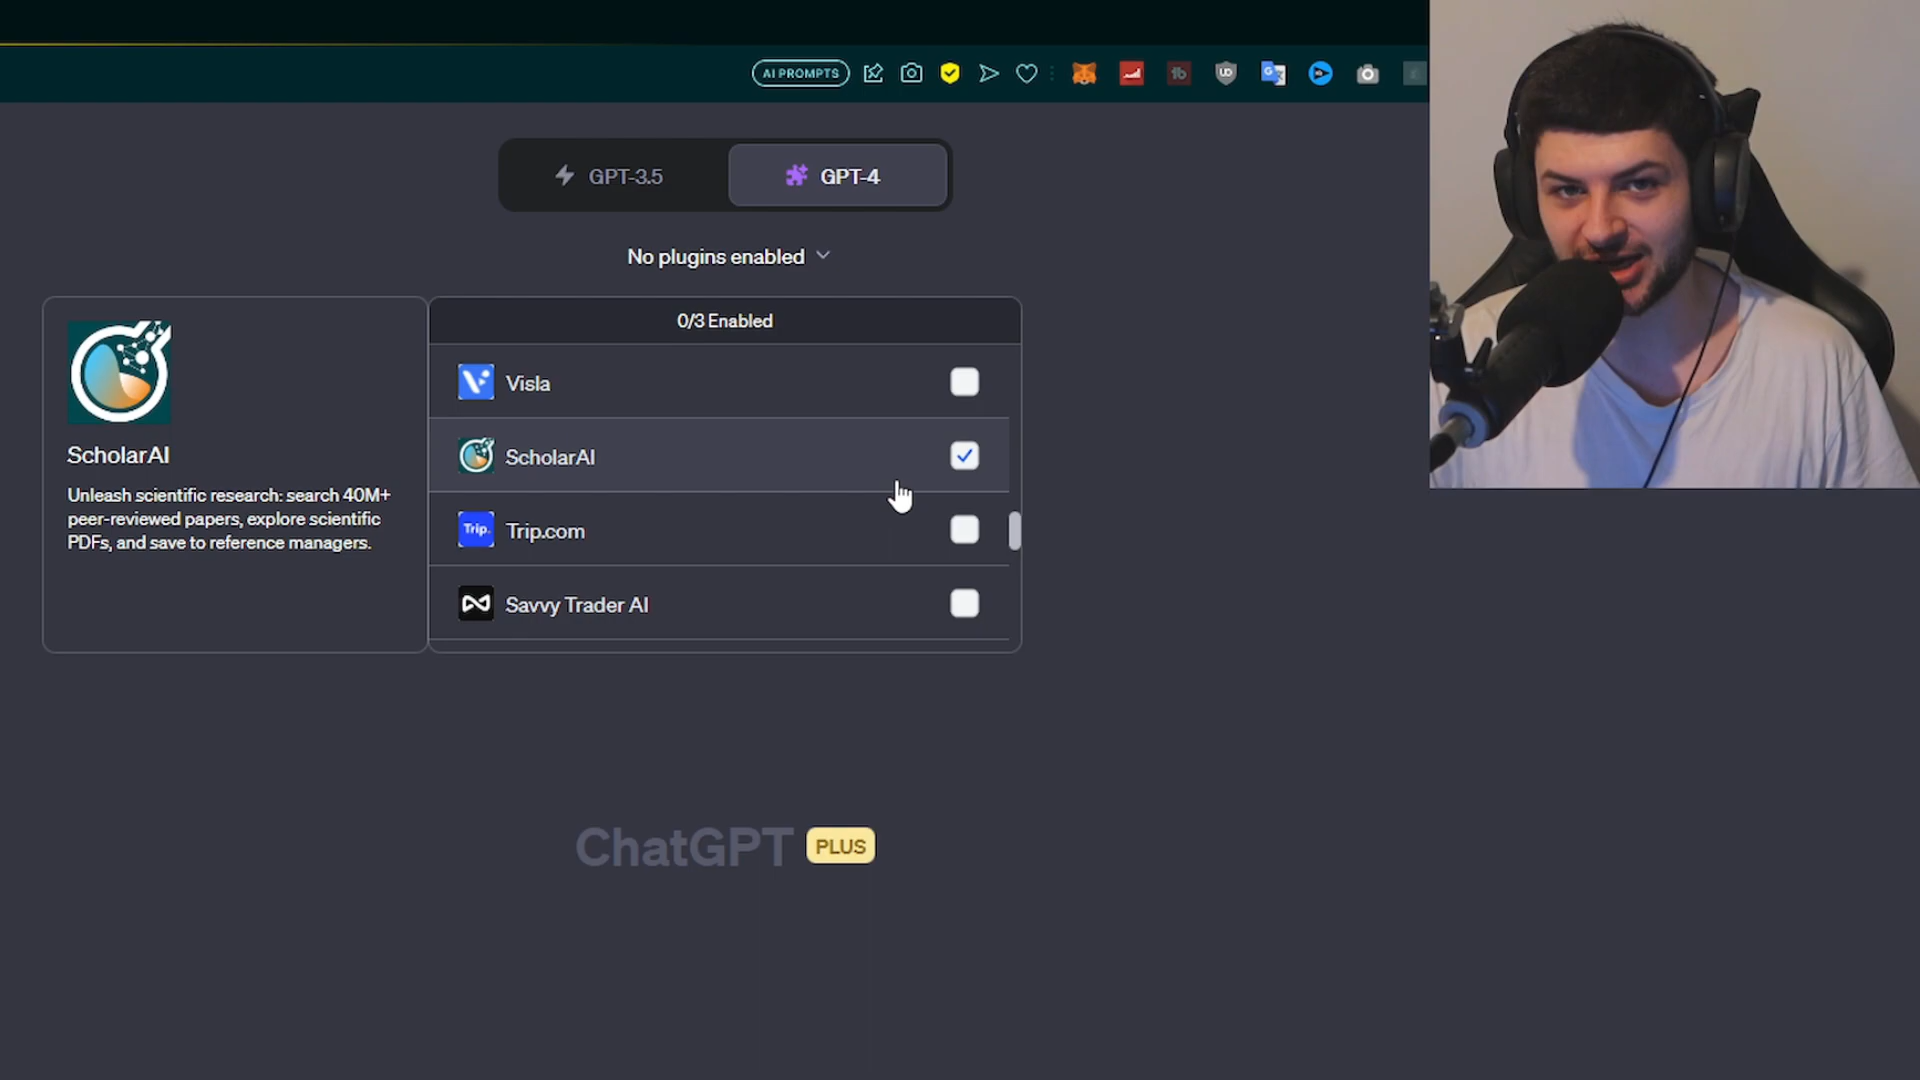 AI PROMPTS
GPT-3.5
GPT-4
No plugins enabled
0/3 Enabled
Visla
ScholarAI
Trip.
Trip.com
Savvy Trader AI
ScholarAI
Unleash scientific research: search 40M+
peer-reviewed papers, explore scientific
PDFs, and save to reference managers.
ChatGPT PLUS